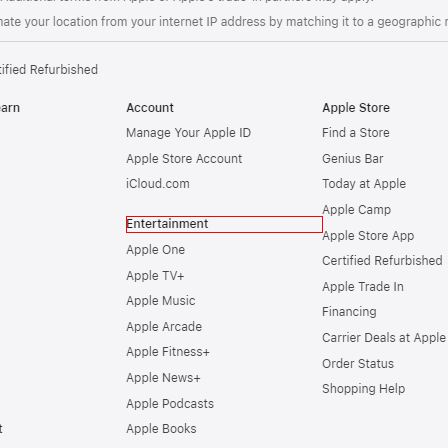 mate your location from your internet IP address by matching it to a geographic
tified Refurbished
earn
Account
Manage Your Apple ID
Apple Store Account
iCloud.com
Entertainment
Apple One
Apple TV+
Apple Music
Apple Arcade
Apple Fitness+
Apple News+
Apple Podcasts
Apple Books
Apple Store
Find a Store
Genius Bar
Today at Apple
Apple Camp
Apple Store App
Certified Refurbished
Apple Trade In
Financing
Carrier Deals at Apple
Order Status
Shopping Help